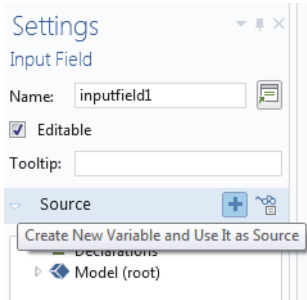 Settings
Input Field
Name: inputfield1
Editable
Tooltip:
Source
Create New Variable and Use It as Source
Declarations
Model (root)